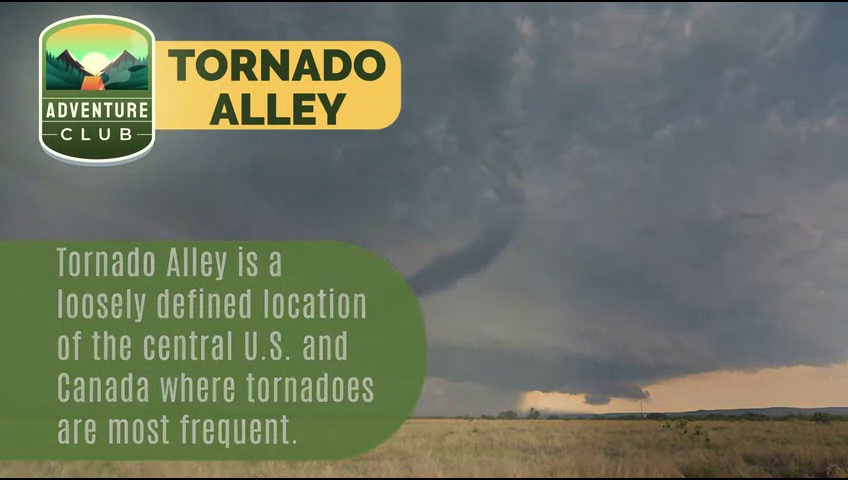 ADVENTURE
CLUB
TORNADO
ALLEY
Tornado Alley is a
loosely defined location
of the central U.S. and
Canada where tornadoes
are most frequent.